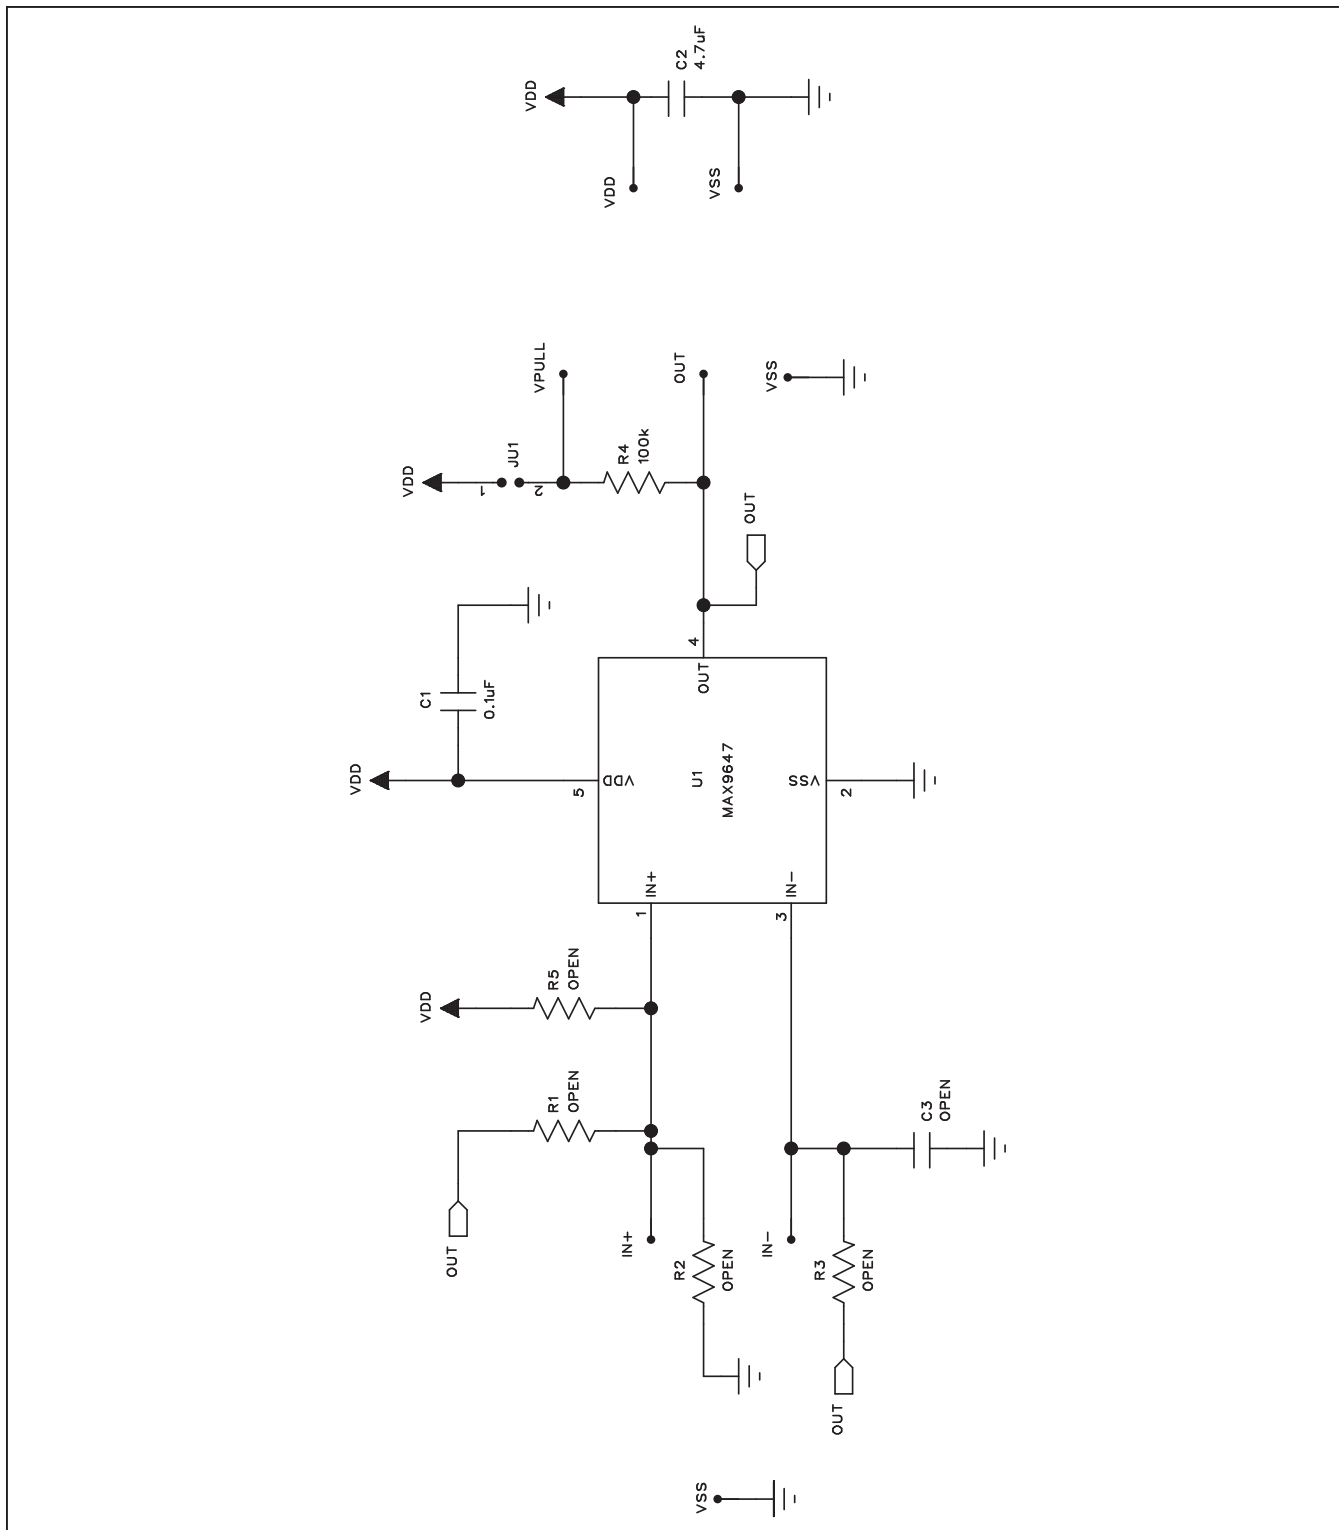 VDD
C2
4.7uF
VDD
VSS
VPULL
OUT
VSS
VDD
1
JU1
2
R4
100k
OUT
C1
0.1uF
VDD
5
VDD
4
OUT
U1
MAX9647
VSS
2
1
IN+
3
IN-
VDD
R5
OPEN
R1
OPEN
C3
OPEN
OUT
IN+
R2
OPEN
IN-
R3
OPEN
OUT
VSS